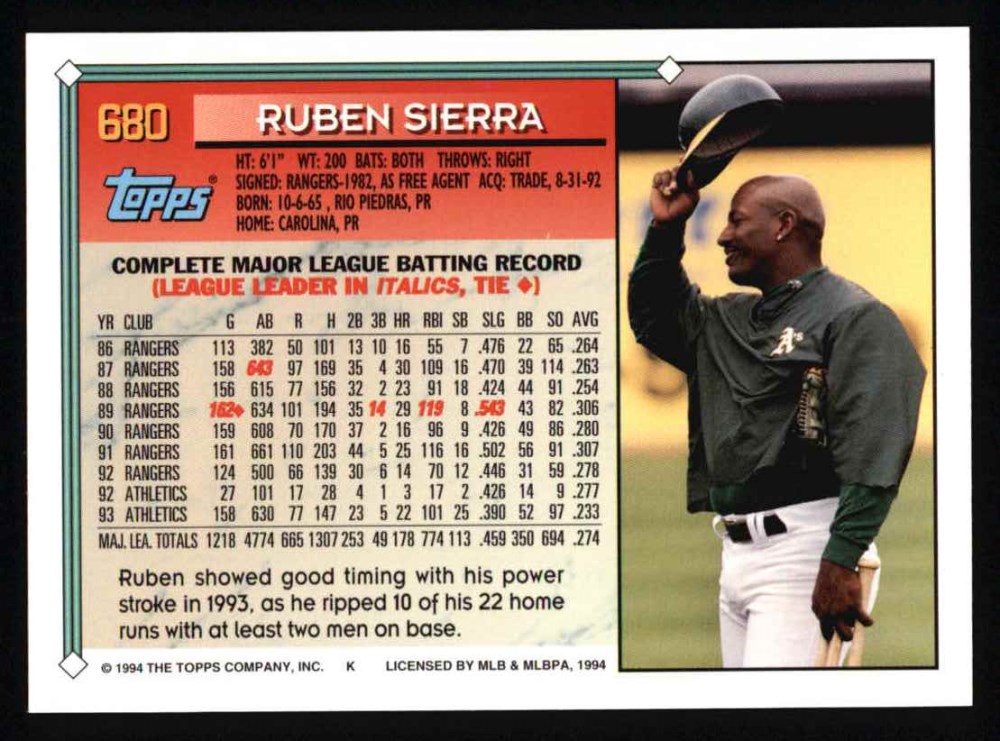 680
RUBEN SIERRA
Topps®
HT: 6'1" WT: 200 BATS: BOTH THROWS: RIGHT
SIGNED: RANGERS-1982, AS FREE AGENT ACQ: TRADE, 8-31-92
BORN: 10-6-65 , RIO PIEDRAS, PR
HOME: CAROLINA, PR
COMPLETE MAJOR LEAGUE BATTING RECORD
(LEAGUE LEADER IN ITALICS, TIE ♦)
YR CLUB G AB R H 2B 3B HR RBI SB SLG BB SO AVG
86 RANGERS 113 382 50 101 13 10 16 55 7 .476 22 65 .264
87 RANGERS 158 643 97 169 35 4 30 109 16 .470 39 114 .263
88 RANGERS 156 615 77 156 32 2 23 91 18 .424 44 91 .254
89 RANGERS 162♦ 634 101 194 35 14 29 119 8 .543 43 82 .306
90 RANGERS 159 608 70 170 37 2 16 96 9 .426 49 86 .280
91 RANGERS 161 661 110 203 44 5 25 116 16 .502 56 91 .307
92 RANGERS 124 500 66 139 30 6 14 70 12 .446 31 59 .278
92 ATHLETICS 27 101 17 28 4 1 3 17 2 .426 14 9 .277
93 ATHLETICS 158 630 77 147 23 5 22 101 25 .390 52 97 .233
MAJ. LEA. TOTALS 1218 4774 665 1307 253 49 178 774 113 .459 350 694 .274
Ruben showed good timing with his power
stroke in 1993, as he ripped 10 of his 22 home
runs with at least two men on base.
© 1994 THE TOPPS COMPANY, INC. K LICENSED BY MLB & MLBPA, 1994
A's